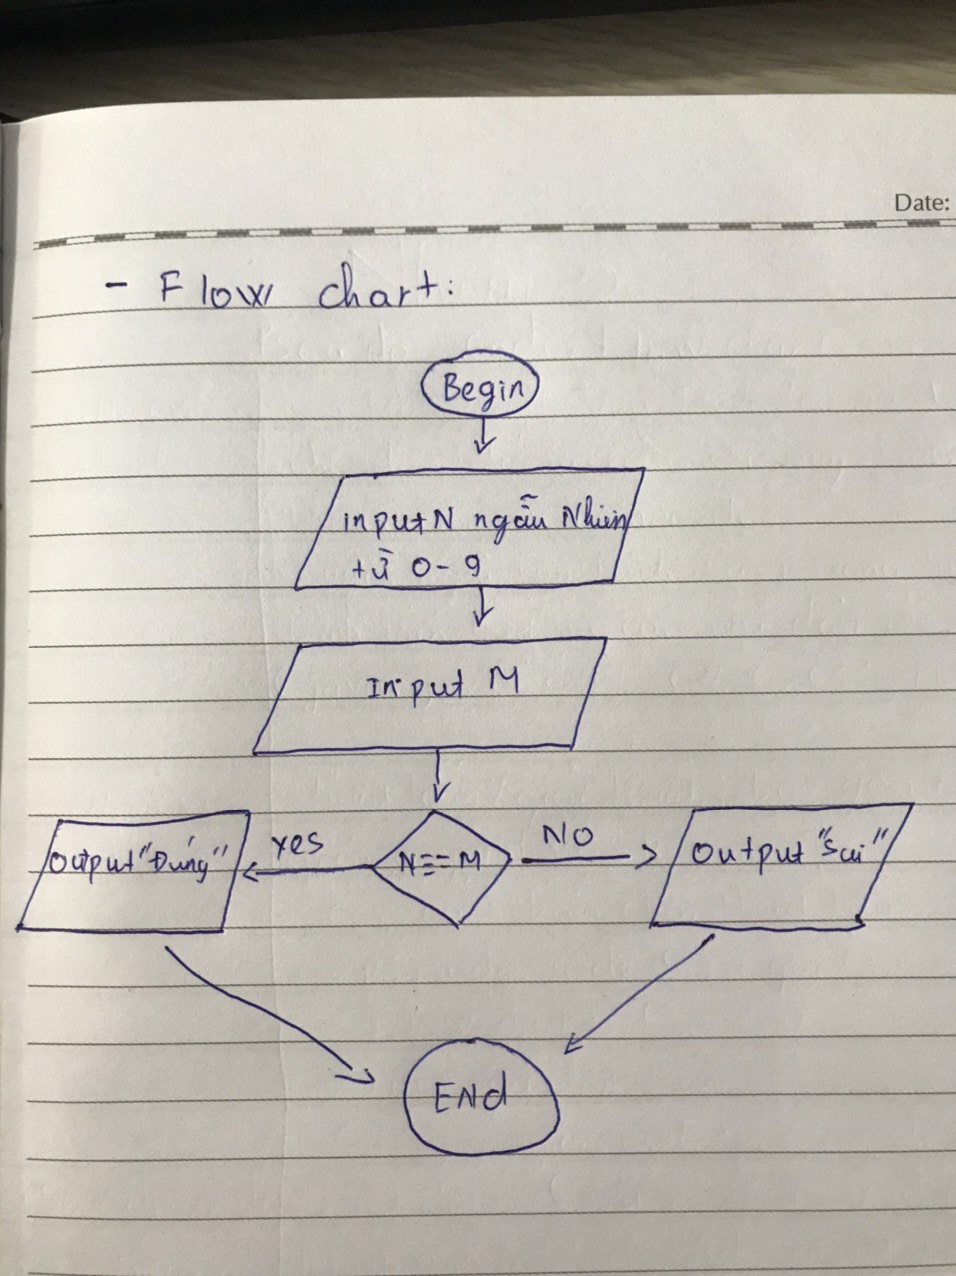 Date:
- Flow chart:
Begin
input N ngẫu Nhiên
từ 0 - 9
Input M
Yes
NO
Output "Đúng"
N == M
Output "Sai"
End